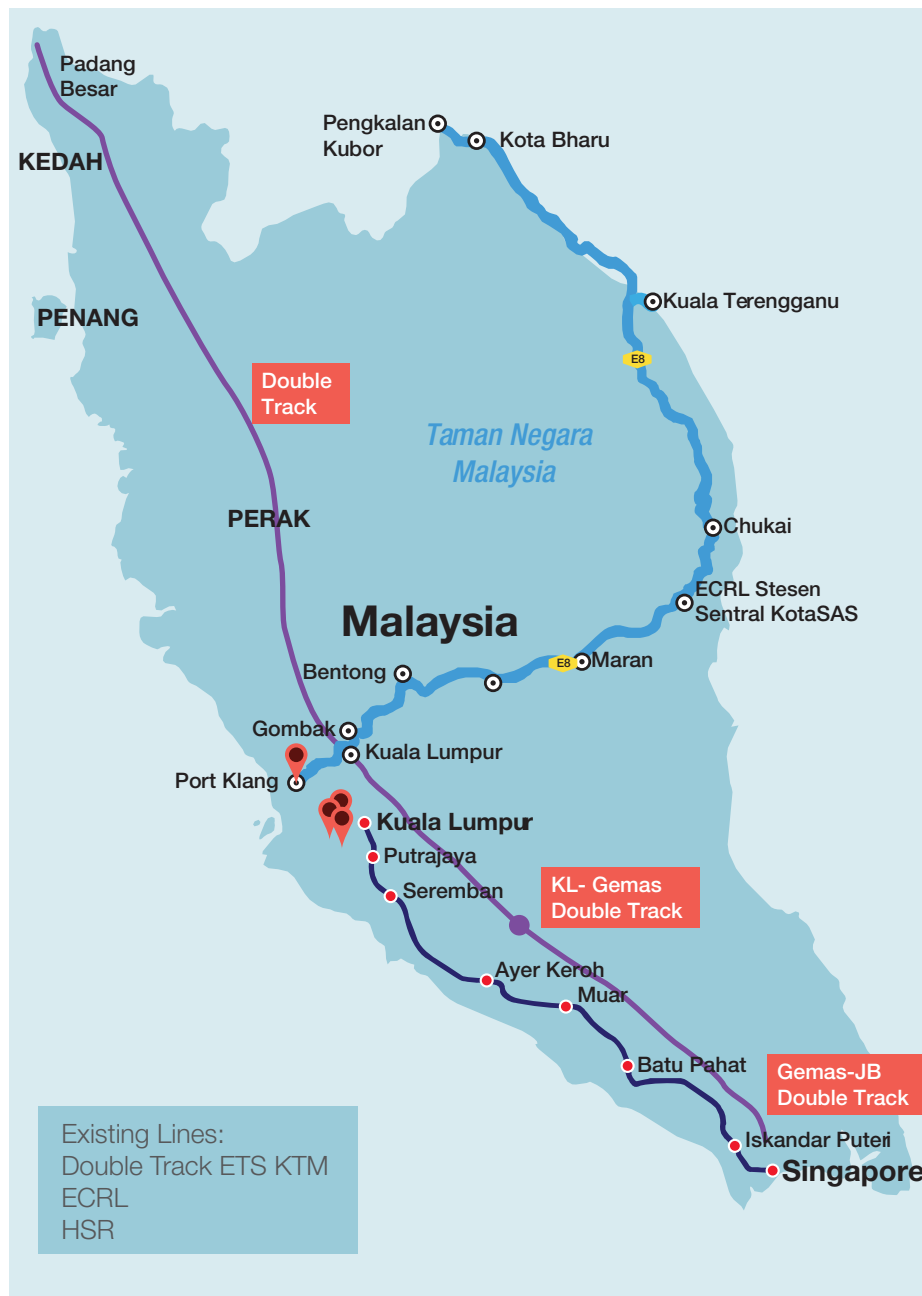 Padang
Besar
KEDAH
PENANG
Pengkalan
Kubor
Kota Bharu
Kuala Terengganu
E8
Double
Track
Taman Negara
Malaysia
PERAK
Chukai
ECRL Stesen
Sentral KotaSAS
Malaysia
E8
Maran
Bentong
Gombak
Kuala Lumpur
Port Klang
Kuala Lumpur
Putrajaya
Seremban
KL- Gemas
Double Track
Ayer Keroh
Muar
Batu Pahat
Gemas-JB
Double Track
Iskandar Puteri
Singapore
Existing Lines:
Double Track ETS KTM
ECRL
HSR